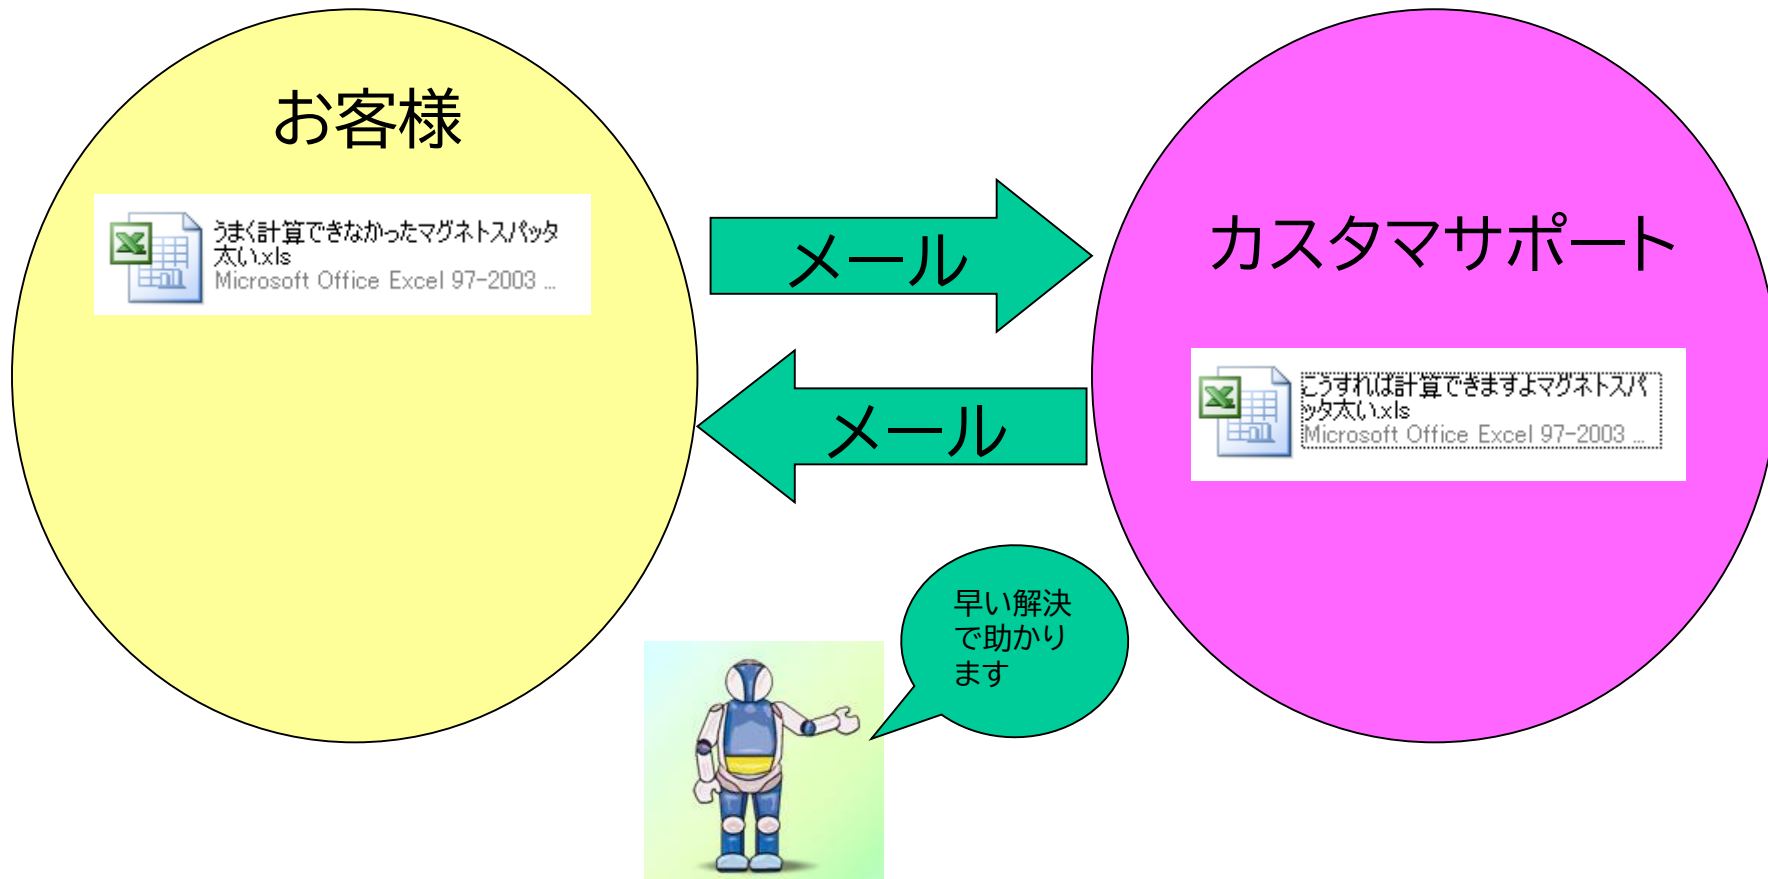 お客様
うまく計算できなかったマグネトスパッタ
太い.xls
Microsoft Office Excel 97-2003 ...
メール
メール
カスタマサポート
こうすれば計算できますよマグネトスパ
ッタ太い.xls
Microsoft Office Excel 97-2003 ...
早い解決
で助かり
ます